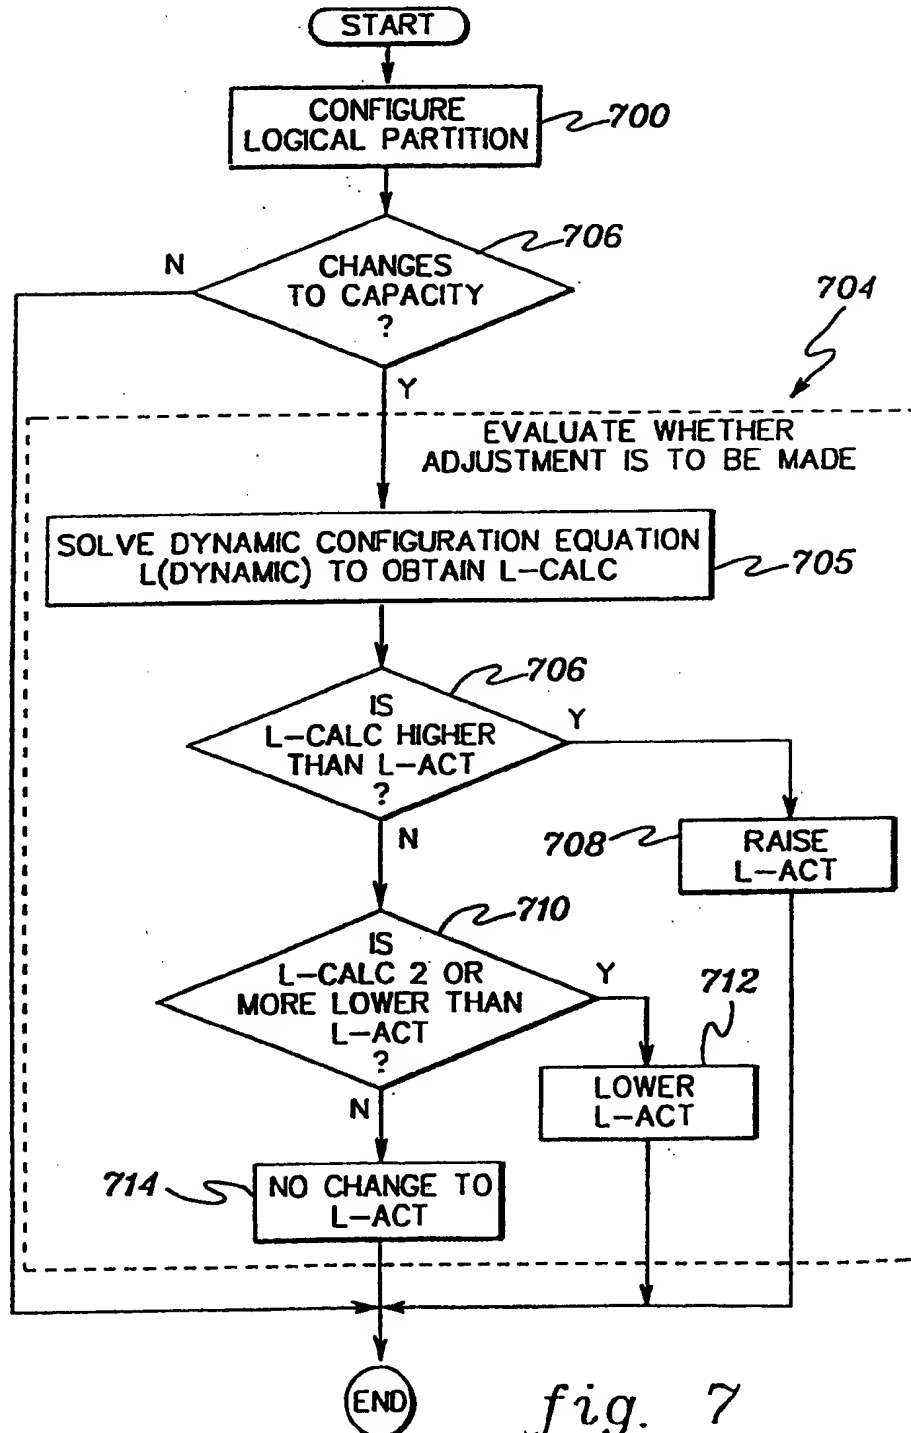 START
CONFIGURE
LOGICAL PARTITION
700
706
N
CHANGES
TO CAPACITY
?
704
Y
EVALUATE WHETHER
ADJUSTMENT IS TO BE MADE
SOLVE DYNAMIC CONFIGURATION EQUATION
L(DYNAMIC) TO OBTAIN L-CALC
705
706
IS
L-CALC HIGHER
THAN L-ACT
?
Y
N
708
RAISE
L-ACT
710
IS
L-CALC 2 OR
MORE LOWER THAN
L-ACT
?
Y
712
N
LOWER
L-ACT
714
NO CHANGE TO
L-ACT
END
fig. 7